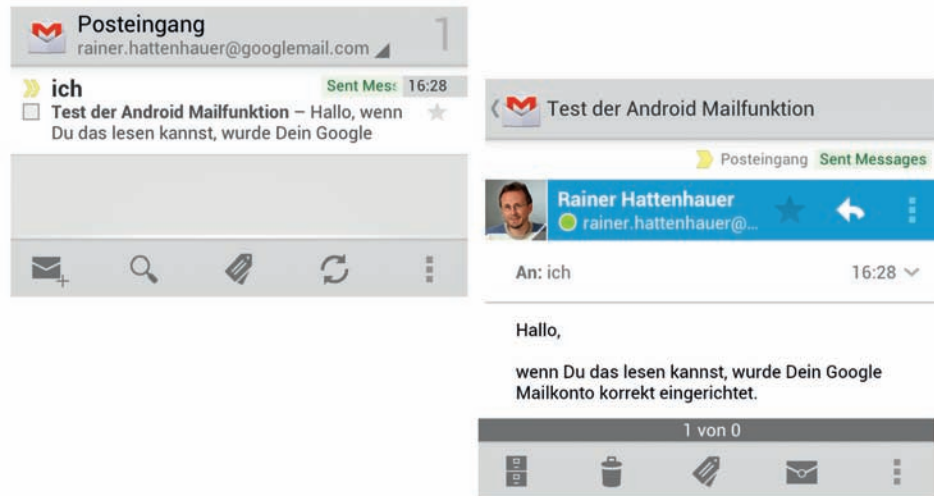 Posteingang
rainer.hattenhauer@googlemail.com
1
ich
Sent Mes
16:28
Test der Android Mailfunktion – Hallo, wenn
Du das lesen kannst, wurde Dein Google
Test der Android Mailfunktion
Posteingang Sent Messages
Rainer Hattenhauer
rainer.hattenhauer@...
An: ich 16:28
Hallo,
wenn Du das lesen kannst, wurde Dein Google
Mailkonto korrekt eingerichtet.
1 von 0